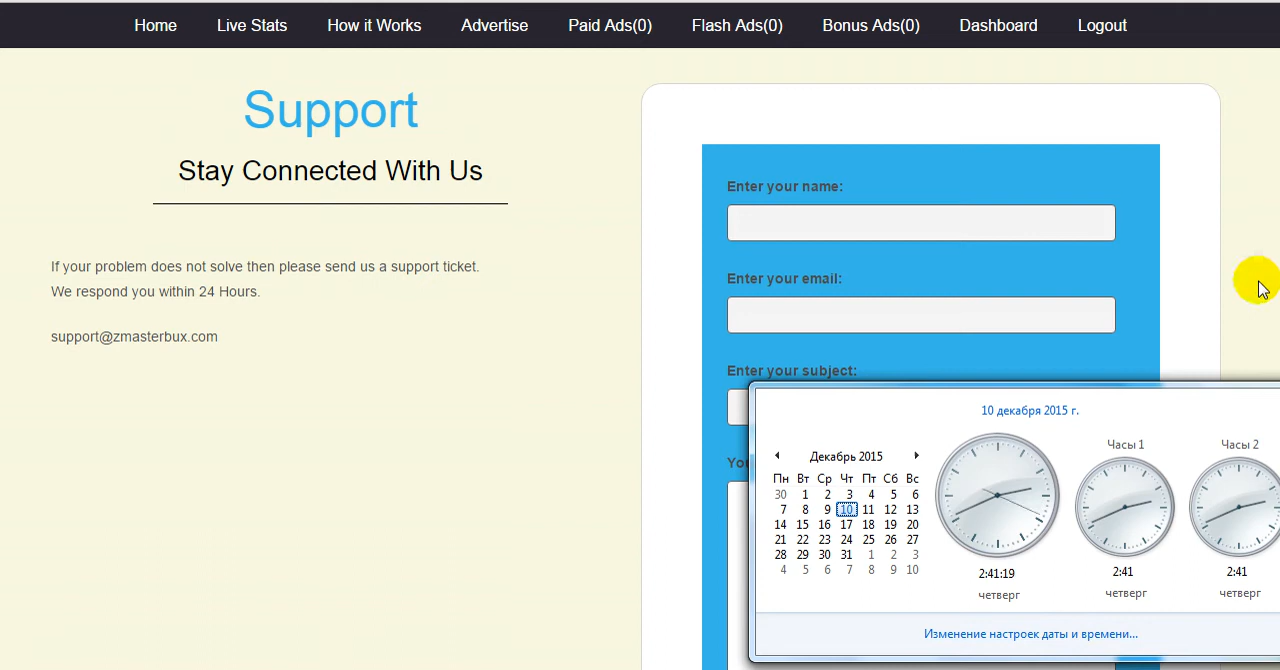 Home Live Stats How it Works Advertise Paid Ads(0) Flash Ads(0) Bonus Ads(0) Dashboard Logout
Support
Stay Connected With Us
If your problem does not solve then please send us a support ticket.
We respond you within 24 Hours.
support@zmasterbux.com
Enter your name:
Enter your email:
Enter your subject:
10 декабря 2015 г.
Декабрь 2015
Пн Вт Ср Чт Пт Сб Вс
30 1 2 3 4 5 6
7 8 9 10 11 12 13
14 15 16 17 18 19 20
21 22 23 24 25 26 27
28 29 30 31 1 2 3
4 5 6 7 8 9 10
2:41:19
четверг
Часы 1
2:41
четверг
Часы 2
2:41
четверг
Изменение настроек даты и времени...